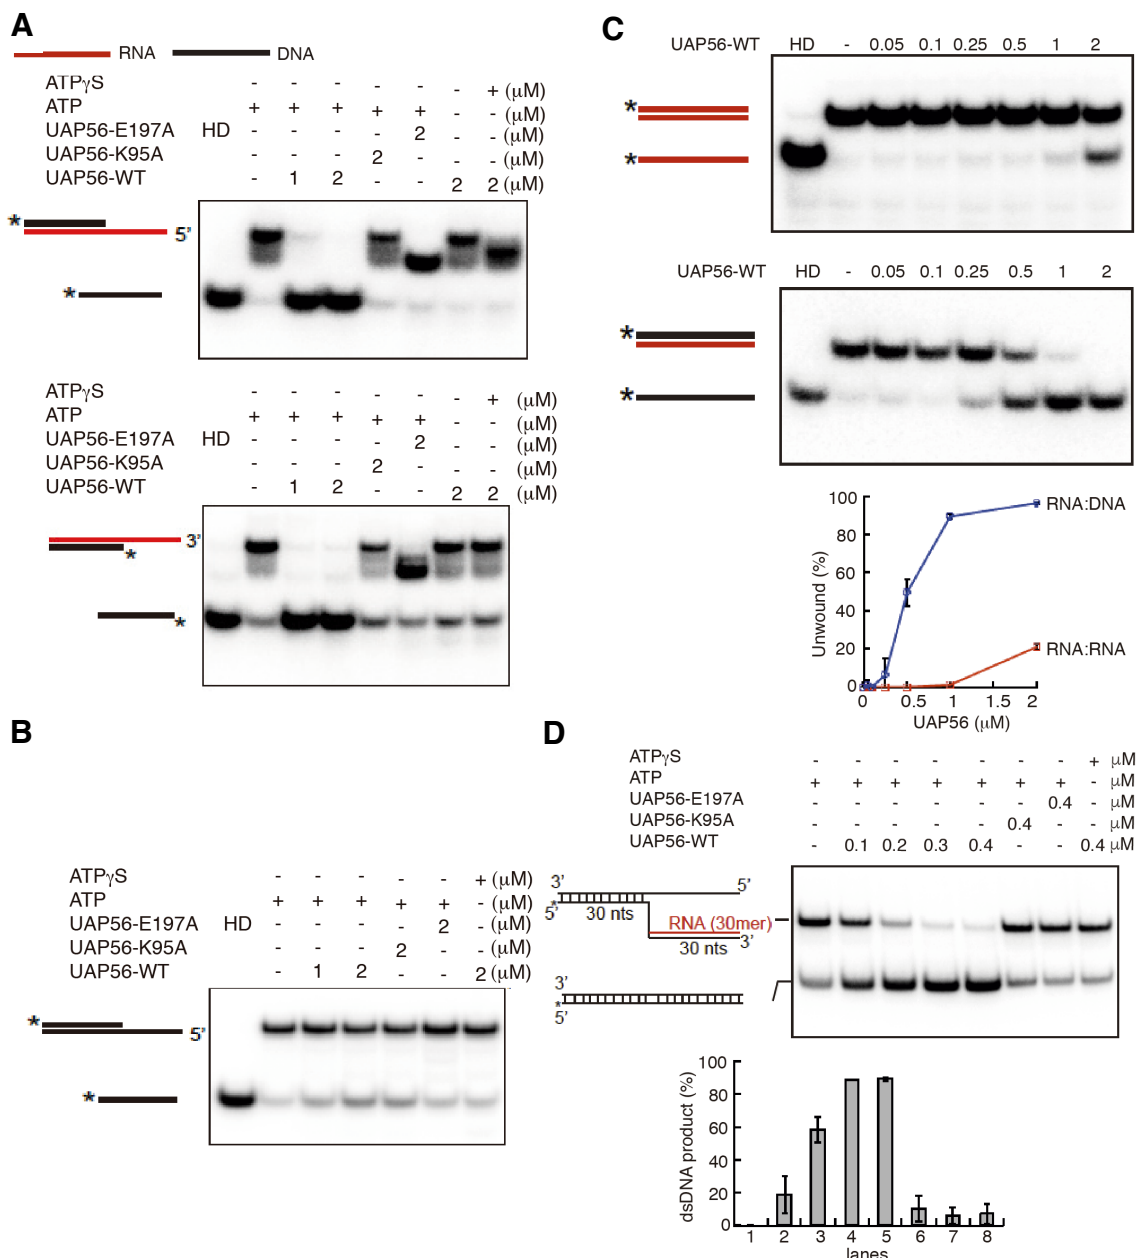 A
RNA DNA
ATPγS - - - - - - + (μM)
ATP + + + + + - - (μM)
UAP56-E197A HD - - - - 2 - - (μM)
UAP56-K95A - - - 2 - - - (μM)
UAP56-WT - 1 2 - - 2 2 (μM)
* 5'
*
ATPγS - - - - - - + (μM)
ATP + + + + + - - (μM)
UAP56-E197A HD - - - - 2 - - (μM)
UAP56-K95A - - - 2 - - - (μM)
UAP56-WT - 1 2 - - 2 2 (μM)
3'
*
*
B
ATPγS - - - - - + (μM)
ATP + + + + + - (μM)
UAP56-E197A HD - - - - 2 - (μM)
UAP56-K95A - - - 2 - - (μM)
UAP56-WT - 1 2 - - 2 (μM)
* 5'
*
C
UAP56-WT HD - 0.05 0.1 0.25 0.5 1 2
*
*
UAP56-WT HD - 0.05 0.1 0.25 0.5 1 2
*
*
100
80
60
40
20
0
Unwound (%)
RNA:DNA
RNA:RNA
0 0.5 1 1.5 2
UAP56 (μM)
D
ATPγS - - - - - - - + μM
ATP + + + + + + + - μM
UAP56-E197A - - - - - - 0.4 - μM
UAP56-K95A - - - - - 0.4 - - μM
UAP56-WT - 0.1 0.2 0.3 0.4 - - 0.4 μM
3' 5'
*
5' 30 nts
RNA (30mer)
30 nts 3'
3'
*
5'
100
80
60
40
20
0
dsDNA product (%)
1 2 3 4 5 6 7 8
lanes